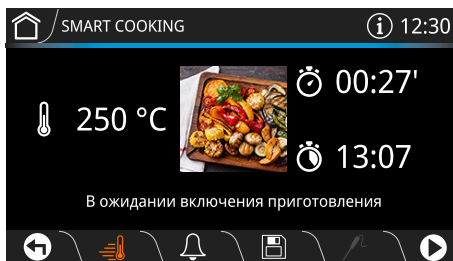 SMART COOKING
i 12:30
250 °C
00:27'
13:07
В ожидании включения приготовления